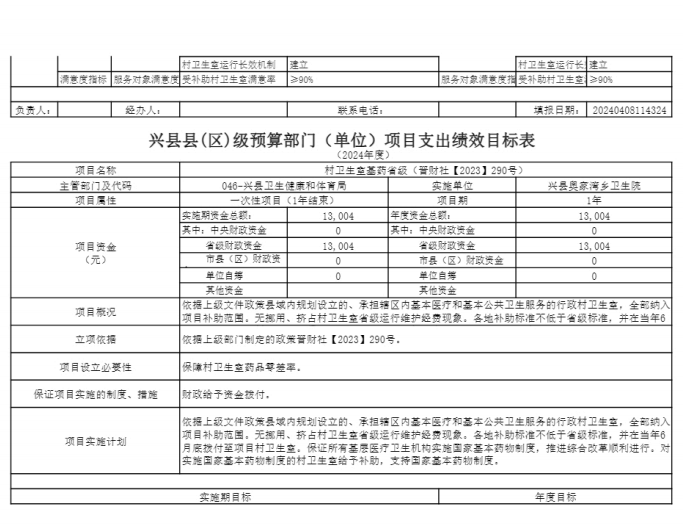 村卫生室运行长效机制 建立 村卫生室运行长 建立
满意度指标 服务对象满意度 受补助村卫生室满意率 ≥90% 服务对象满意度指 受补助村卫生室 ≥90%
负责人: 经办人: 联系电话: 填报日期: 20240408114324
兴县县(区)级预算部门（单位）项目支出绩效目标表
（2024年度）
项目名称 村卫生室基药省级（晋财社【2023】290号）
主管部门及代码 046-兴县卫生健康和体育局 实施单位 兴县奥家湾乡卫生院
项目属性 一次性项目（1年结束） 项目期 1年
项目资金
（元）
实施期资金总额: 13,004 年度资金总额: 13,004
其中: 中央财政资金 0 其中: 中央财政资金 0
省级财政资金 13,004 省级财政资金 13,004
市县（区）财政资 0 市县（区）财政资金 0
单位自筹 0 单位自筹 0
其他资金 其他资金
项目概况 依据上级文件政策县域内规划设立的、承担辖区内基本医疗和基本公共卫生服务的行政村卫生室，全部纳入
项目补助范围。无挪用、挤占村卫生室省级运行维护经费现象。各地补助标准不低于省级标准，并在当年6
立项依据 依据上级部门制定的政策晋财社【2023】290号。
项目设立必要性 保障村卫生室药品零差率。
保证项目实施的制度、措施 财政给予资金拨付。
项目实施计划 依据上级文件政策县域内规划设立的、承担辖区内基本医疗和基本公共卫生服务的行政村卫生室，全部纳入
项目补助范围。无挪用、挤占村卫生室省级运行维护经费现象。各地补助标准不低于省级标准，并在当年6
月底拨付至项目村卫生室。保证所有基层医疗卫生机构实施国家基本药物制度，推进综合改革顺利进行。对
实施国家基本药物制度的村卫生室给予补助，支持国家基本药物制度。
实施期目标 年度目标